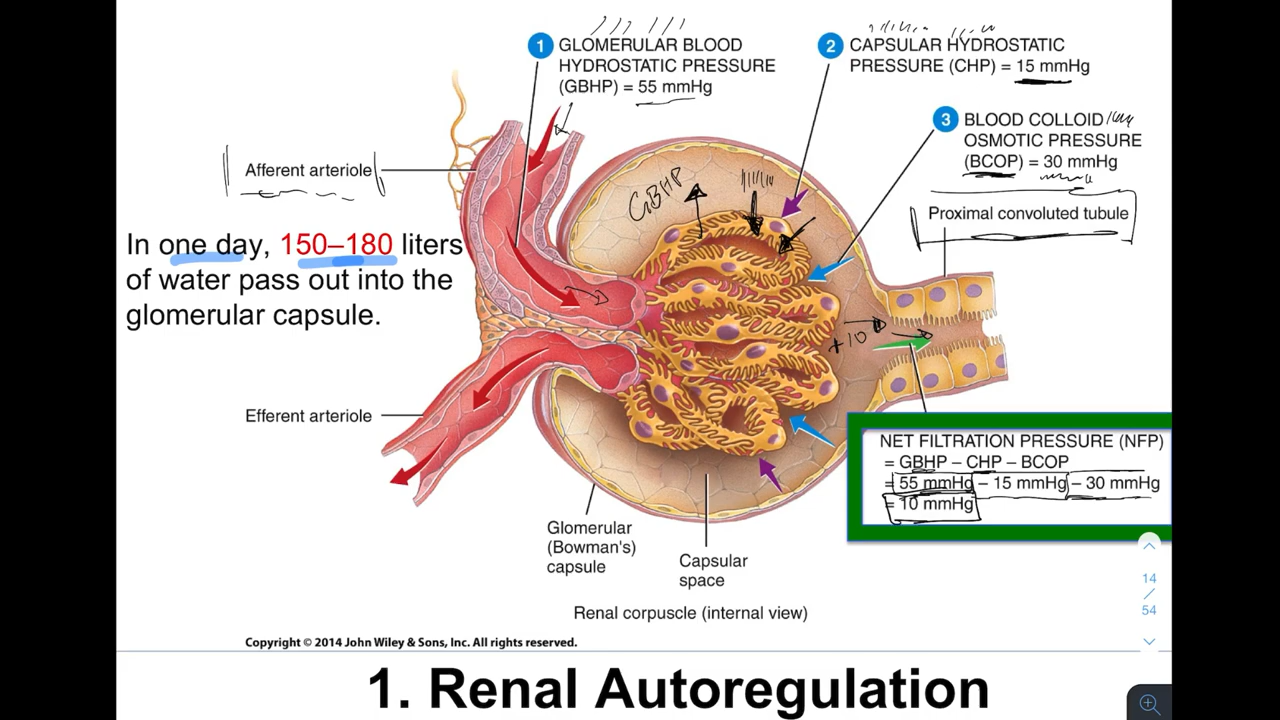 1 GLOMERULAR BLOOD
HYDROSTATIC PRESSURE
(GBHP) = 55 mmHg
2 CAPSULAR HYDROSTATIC
PRESSURE (CHP) = 15 mmHg
3 BLOOD COLLOID
OSMOTIC PRESSURE
(BCOP) = 30 mmHg
Afferent arteriole
GBHP
Proximal convoluted tubule
In one day, 150–180 liters
of water pass out into the
glomerular capsule.
+10
Efferent arteriole
NET FILTRATION PRESSURE (NFP)
= GBHP – CHP – BCOP
= 55 mmHg – 15 mmHg – 30 mmHg
= 10 mmHg
Glomerular
(Bowman's)
capsule
Capsular
space
14
/
54
Renal corpuscle (internal view)
Copyright © 2014 John Wiley & Sons, Inc. All rights reserved.
1. Renal Autoregulation